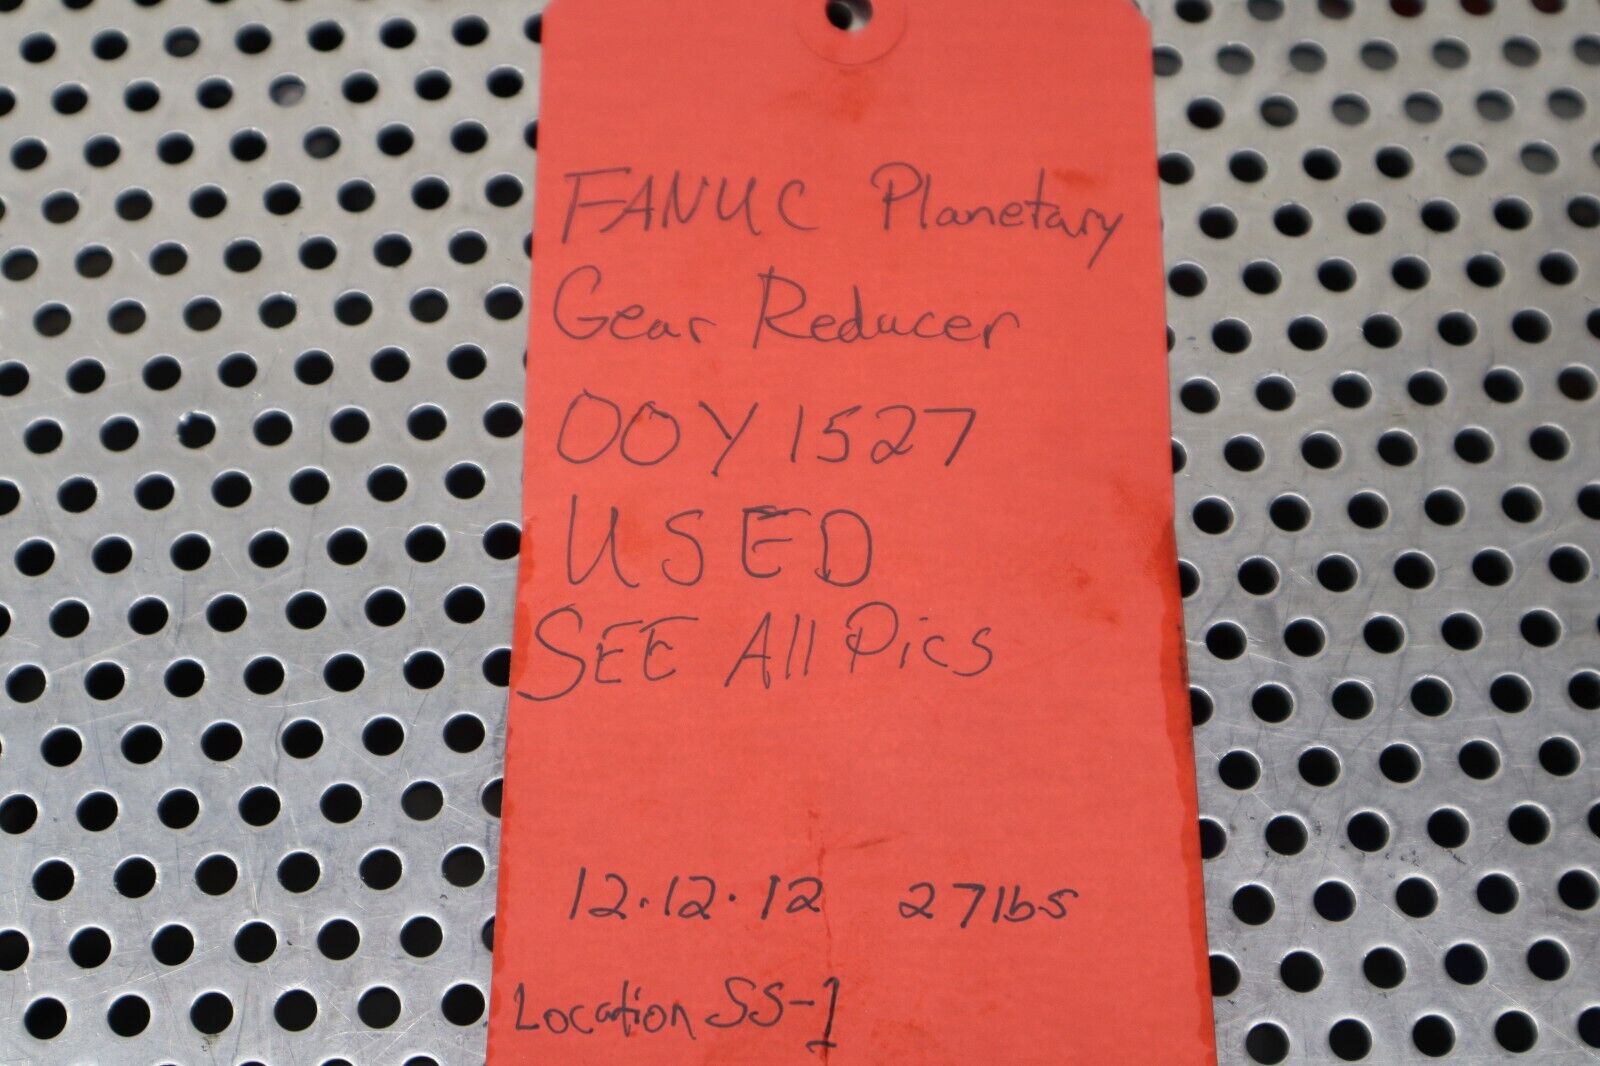 FANUC Planetary
Gear Reducer
00Y1527
USED
SEE All Pics
12.12.12 27lbs
Location SS-1